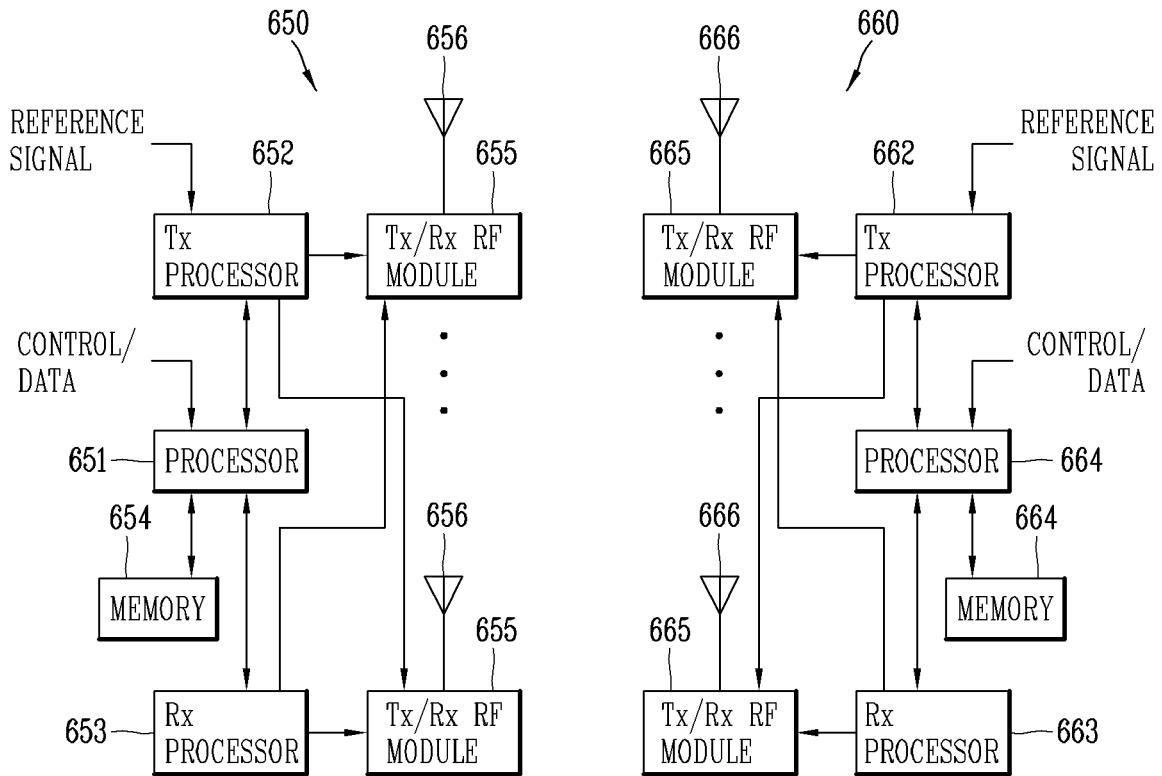 650
656
666
660
REFERENCE
SIGNAL
652
655
665
662
REFERENCE
SIGNAL
Tx
PROCESSOR
Tx/Rx RF
MODULE
Tx/Rx RF
MODULE
Tx
PROCESSOR
CONTROL/
DATA
CONTROL/
DATA
651
PROCESSOR
PROCESSOR
664
654
656
666
664
MEMORY
MEMORY
655
665
653
Rx
PROCESSOR
Tx/Rx RF
MODULE
Tx/Rx RF
MODULE
Rx
PROCESSOR
663